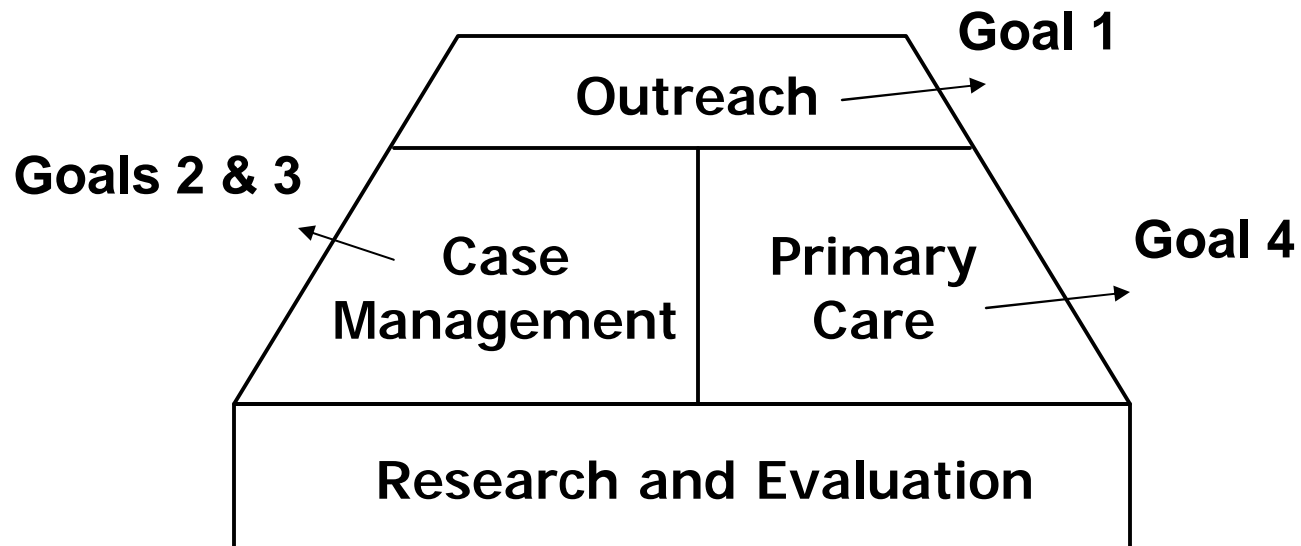 Goal 1
Outreach
Goals 2 & 3
Goal 4
Case
Management
Primary
Care
Research and Evaluation